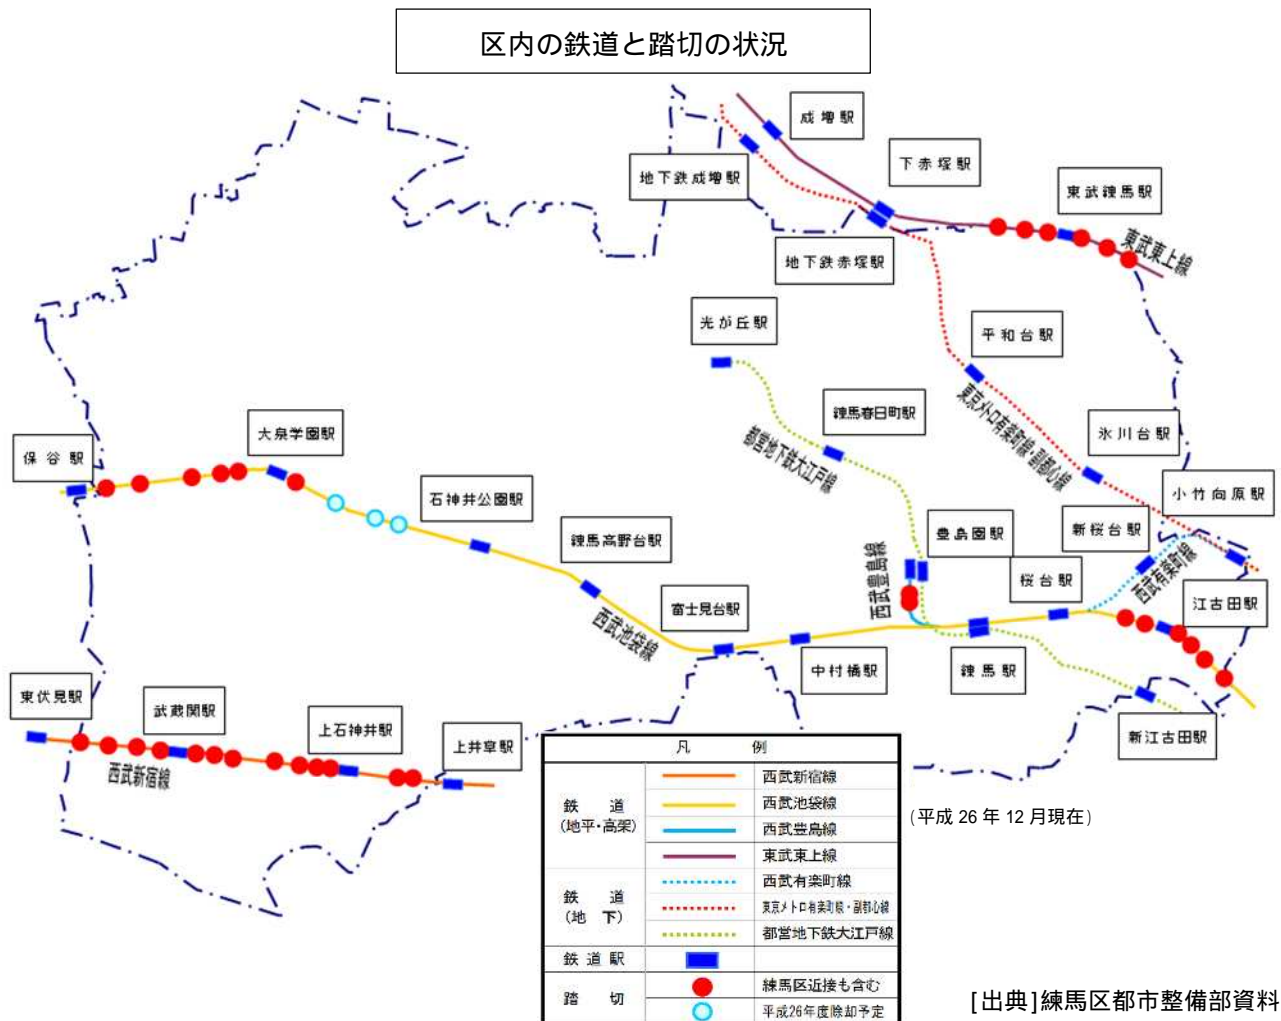 区内の鉄道と踏切の状況
成増駅
地下鉄成増駅
下赤塚駅
東武練馬駅
東武東上線
地下鉄赤塚駅
光が丘駅
平和台駅
練馬春日町駅
都営地下鉄大江戸線
東京メトロ有楽町線・副都心線
氷川台駅
小竹向原駅
新桜台駅
西武有楽町線
保谷駅
大泉学園駅
石神井公園駅
練馬高野台駅
富士見台駅
西武池袋線
中村橋駅
西武豊島線
豊島園駅
練馬駅
桜台駅
江古田駅
新江古田駅
東伏見駅
武蔵関駅
上石神井駅
上井草駅
西武新宿線
凡 例
鉄 道
(地平・高架)
西武新宿線
西武池袋線
西武豊島線
東武東上線
鉄 道
(地 下)
西武有楽町線
東京メトロ有楽町線・副都心線
都営地下鉄大江戸線
鉄 道 駅
踏 切
練馬区近接も含む
平成26年度除却予定
(平成 26 年 12 月現在)
[出典]練馬区都市整備部資料